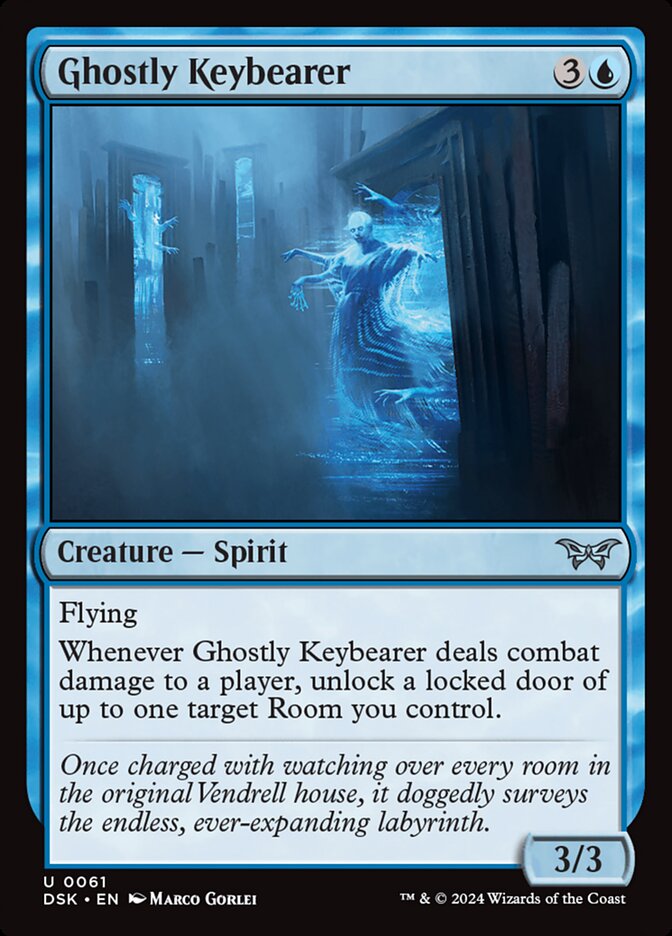 Ghostly Keybearer 3
Creature — Spirit
Flying
Whenever Ghostly Keybearer deals combat
damage to a player, unlock a locked door of
up to one target Room you control.
Once charged with watching over every room in
the original Vendrell house, it doggedly surveys
the endless, ever-expanding labyrinth.
3/3
U 0061
DSK • EN Marco Gorlei
™ & © 2024 Wizards of the Coast